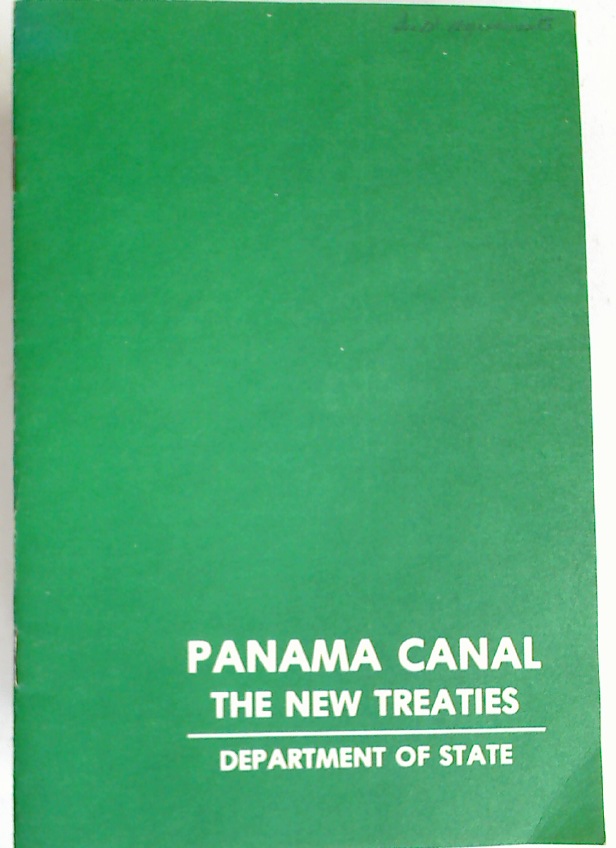 PANAMA CANAL
THE NEW TREATIES
DEPARTMENT OF STATE